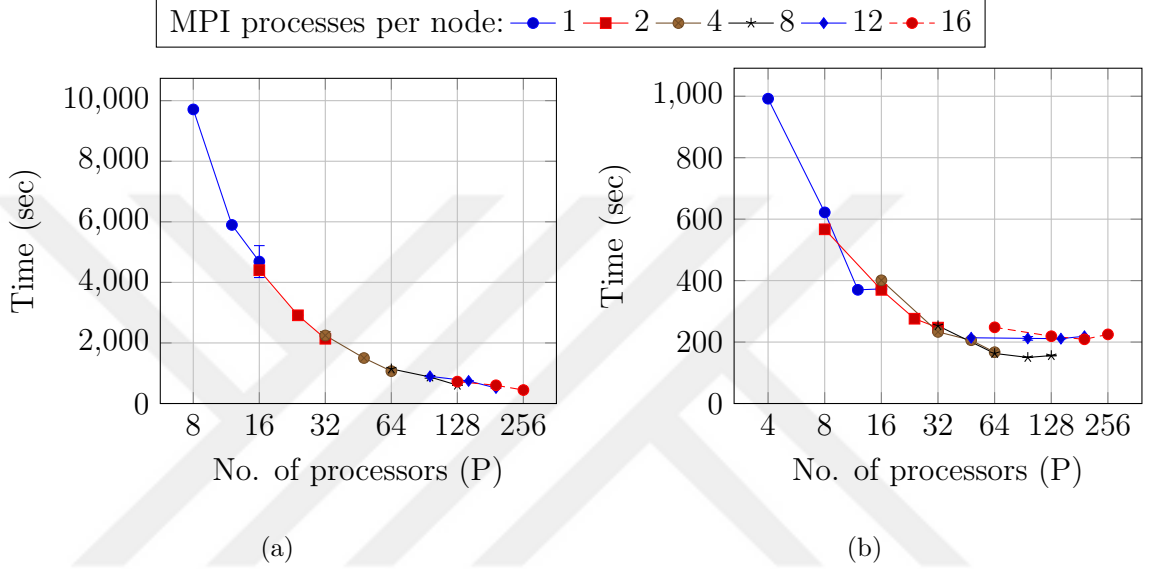 MPI processes per node: 1 2 4 8 12 16
10,000
8,000
6,000
4,000
2,000
0
8 16 32 64 128 256
Time (sec)
No. of processors (P)
(a)
1,000
800
600
400
200
0
4 8 16 32 64 128 256
Time (sec)
No. of processors (P)
(b)